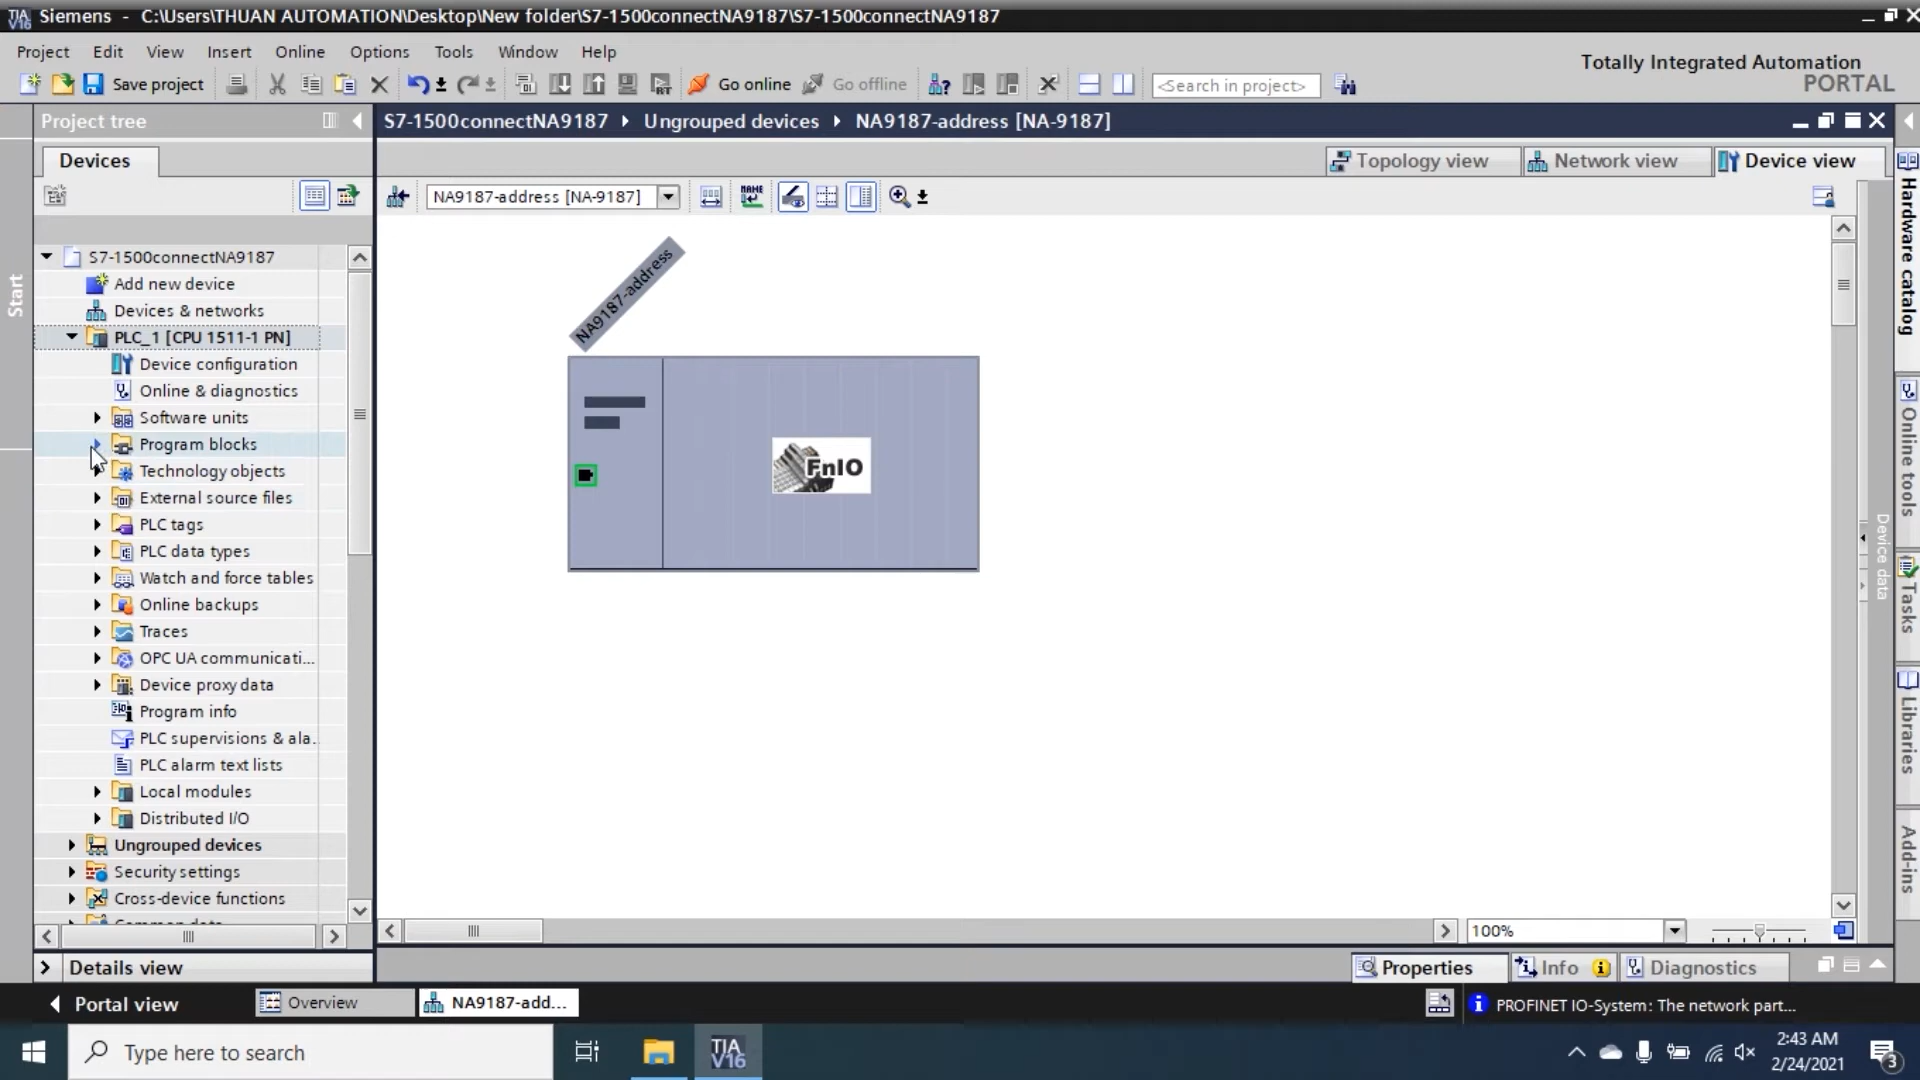 Siemens - C:\Users\THUAN AUTOMATION\Desktop\New folder\S7-1500connectNA9187\S7-1500connectNA9187
Project Edit View Insert Online Options Tools Window Help
Totally Integrated Automation
PORTAL
Save project
Go online
Go offline
<Search in project>
Project tree
S7-1500connectNA9187 Ungrouped devices NA9187-address [NA-9187]
Devices
Topology view
Network view
Device view
NA9187-address [NA-9187]
Start
S7-1500connectNA9187
Add new device
Devices & networks
PLC_1 [CPU 1511-1 PN]
Device configuration
Online & diagnostics
Software units
Program blocks
Technology objects
External source files
PLC tags
PLC data types
Watch and force tables
Online backups
Traces
OPC UA communicati...
Device proxy data
Program info
PLC supervisions & ala.
PLC alarm text lists
Local modules
Distributed I/O
Ungrouped devices
Security settings
Cross-device functions
NA9187-address
FnIO
Device data
Hardware catalog
Online tools
Tasks
Libraries
Add-ins
100%
Details view
Properties
Info
Diagnostics
Portal view
Overview
NA9187-add...
PROFINET IO-System: The network part...
TIA
V16
Type here to search
2:43 AM
2/24/2021
3